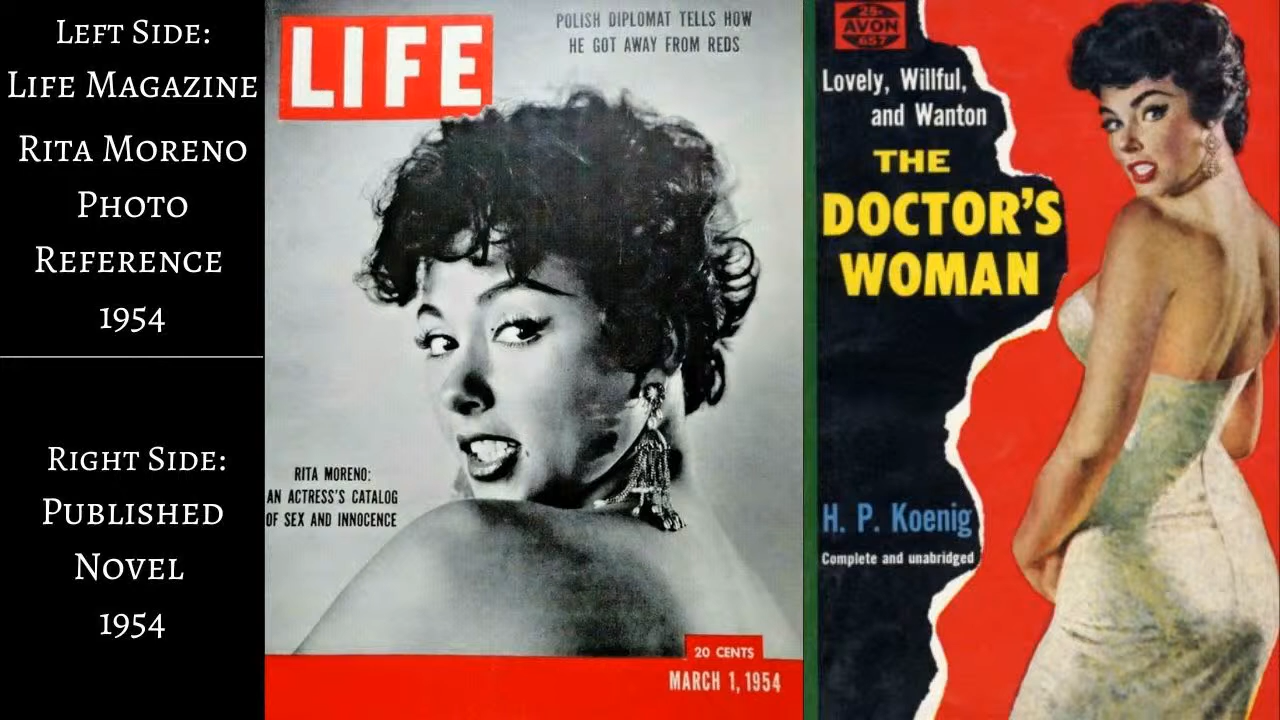 Left Side:
Life Magazine
Rita Moreno
Photo
Reference
1954
Right Side:
Published
Novel
1954
LIFE
POLISH DIPLOMAT TELLS HOW
HE GOT AWAY FROM REDS
RITA MORENO:
AN ACTRESS'S CATALOG
OF SEX AND INNOCENCE
20 CENTS
MARCH 1, 1954
25¢
AVON
657
Lovely, Willful,
and Wanton
THE
DOCTOR'S
WOMAN
H. P. Koenig
Complete and unabridged